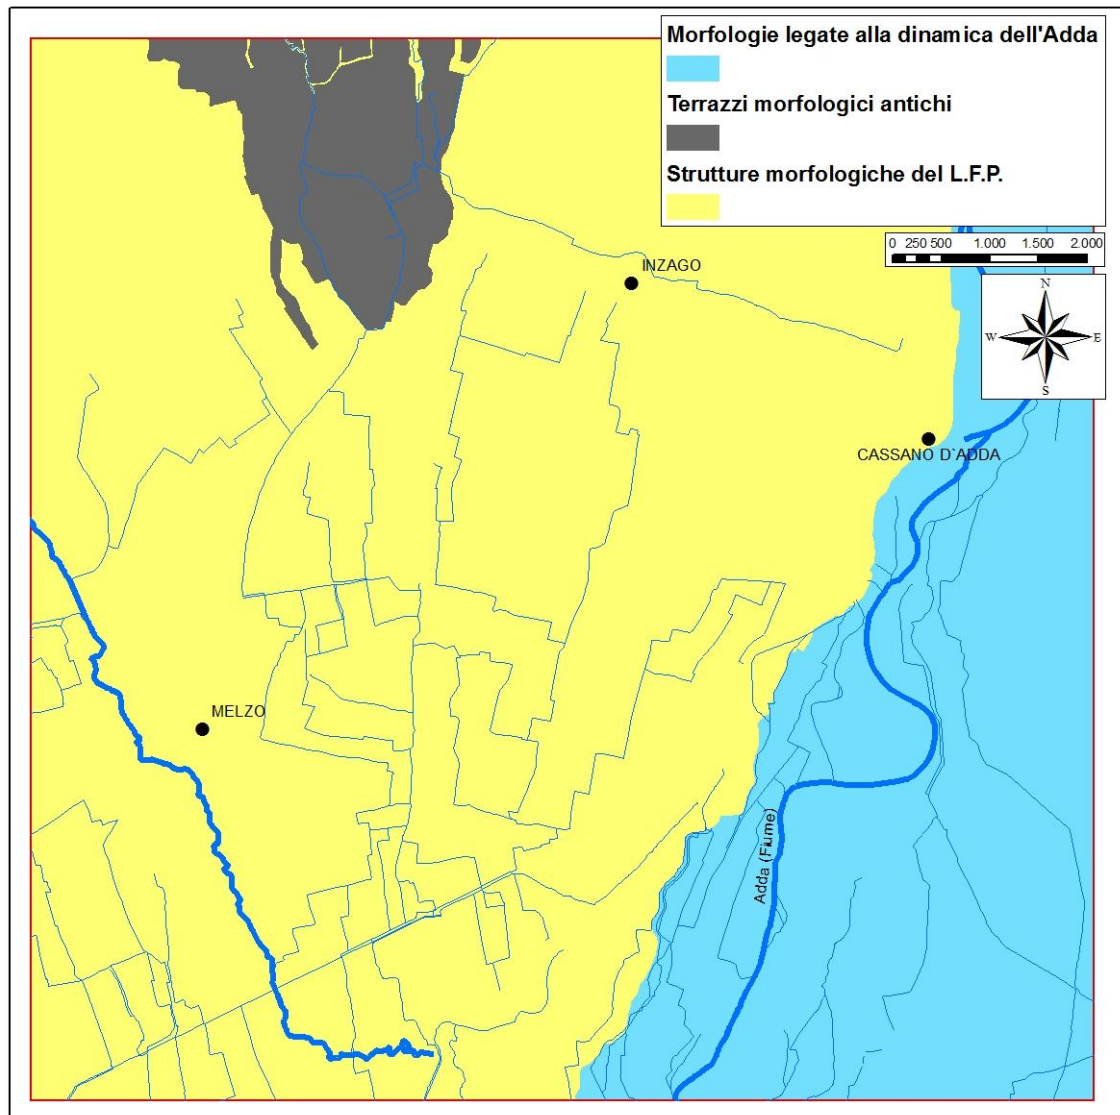 Morfologie legate alla dinamica dell'Adda
Terrazzi morfologici antichi
Strutture morfologiche del L.F.P.
0 250 500 1.000 1.500 2.000
N
W E
S
INZAGO
CASSANO D`ADDA
MELZO
Adda (Fiume)